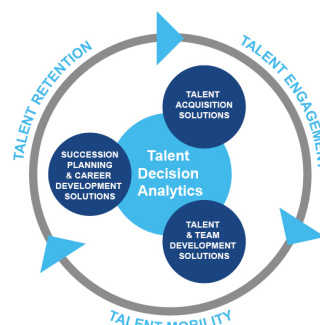 TALENT RETENTION
TALENT ENGAGEMENT
TALENT
ACQUISITION
SOLUTIONS
SUCCESSION
PLANNING
& CAREER
DEVELOPMENT
SOLUTIONS
Talent
Decision
Analytics
TALENT
& TEAM
DEVELOPMENT
SOLUTIONS
TALENT MOBILITY